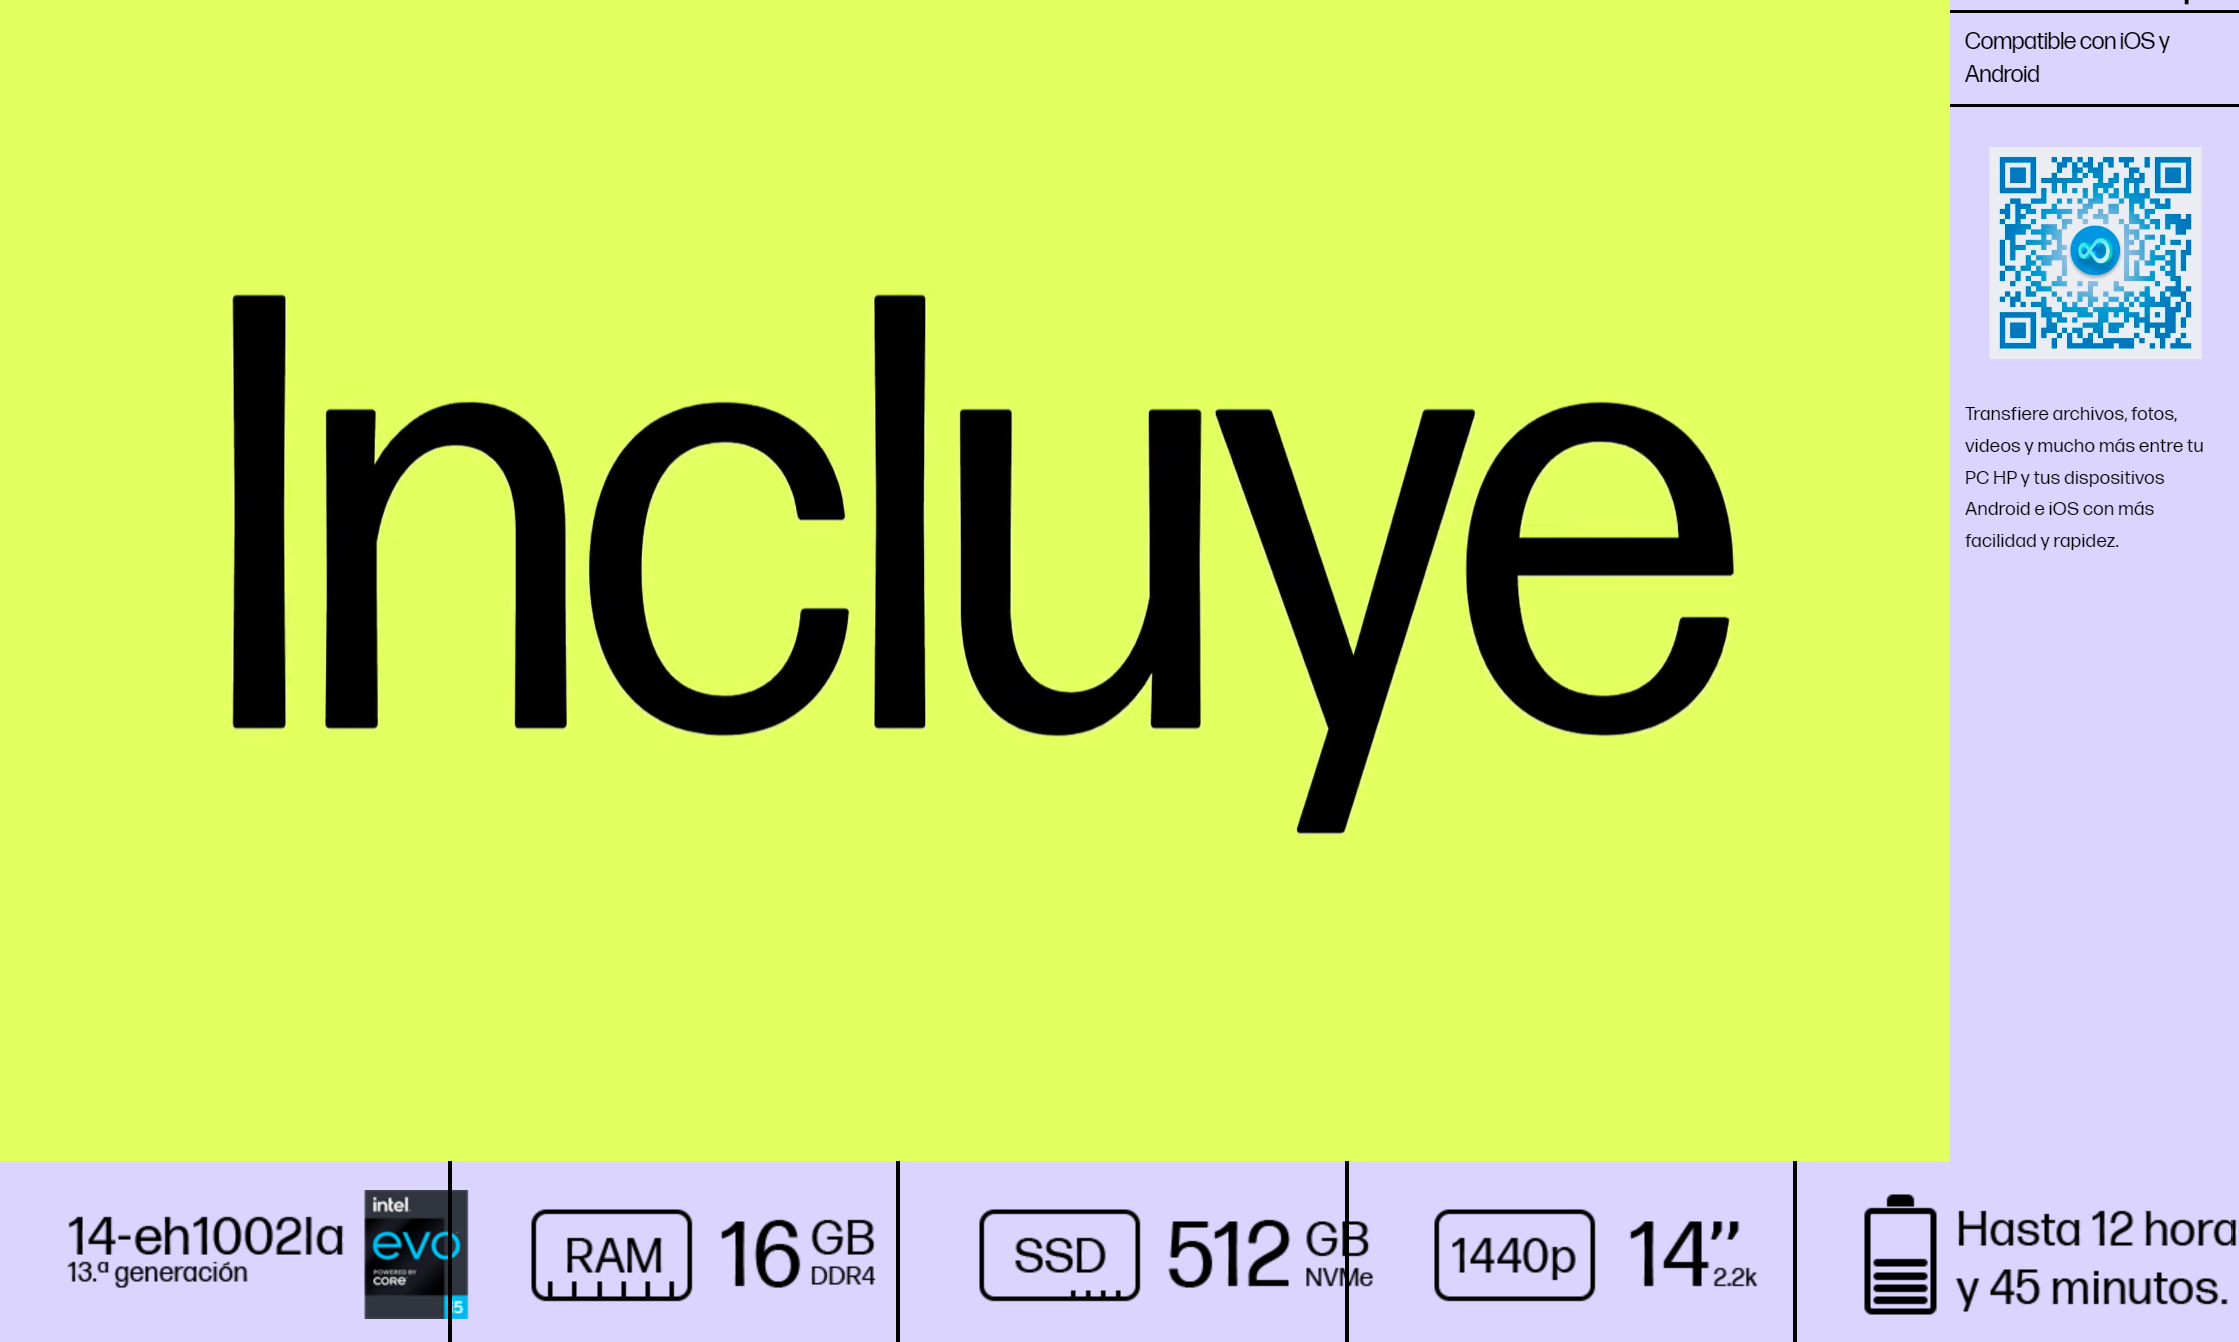 Compatible con iOS y
Android
Incluye
Transfiere archivos, fotos,
videos y mucho más entre tu
PC HP y tus dispositivos
Android e iOS con más
facilidad y rapidez.
14-eh1002la
13.ª generación
intel
evo
POWERED BY
CORE
i5
RAM
16 GB
DDR4
SSD
512 GB
NVMe
1440p
14’’
2.2k
Hasta 12 hora
y 45 minutos.